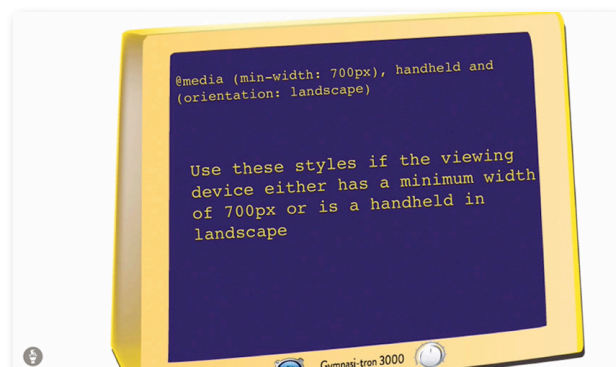 @media (min-width: 700px), handheld and
(orientation: landscape)
Use these styles if the viewing
device either has a minimum width
of 700px or is a handheld in
landscape
Gymnasi-tron 3000